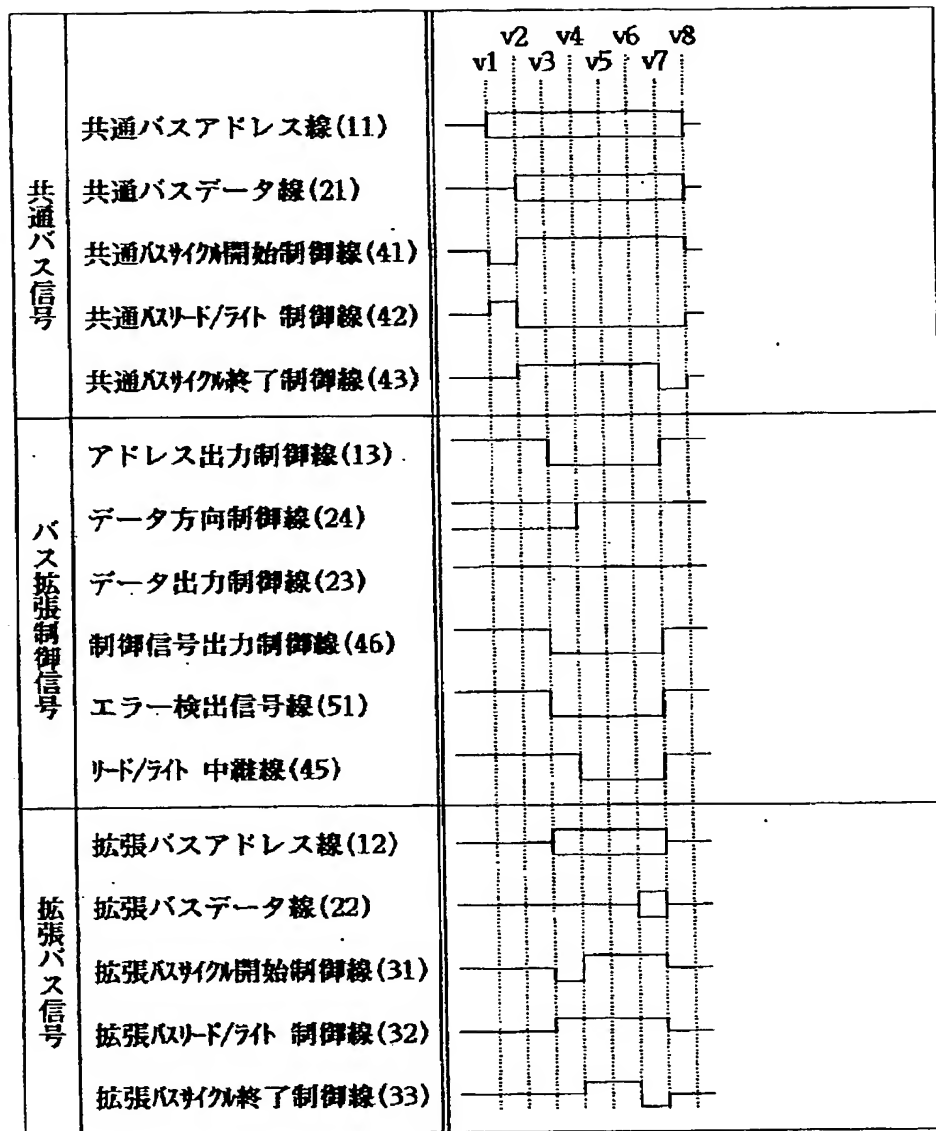 v2 v4 v6 v8
v1 v3 v5 v7
共通バス信号
共通バスアドレス線(11)
共通バスデータ線(21)
共通バスサイクル開始制御線(41)
共通バスリード/ライト 制御線(42)
共通バスサイクル終了制御線(43)
バス拡張制御信号
アドレス出力制御線(13)
データ方向制御線(24)
データ出力制御線(23)
制御信号出力制御線(46)
エラー検出信号線(51)
リード/ライト 中継線(45)
拡張バス信号
拡張バスアドレス線(12)
拡張バスデータ線(22)
拡張バスサイクル開始制御線(31)
拡張バスリード/ライト 制御線(32)
拡張バスサイクル終了制御線(33)